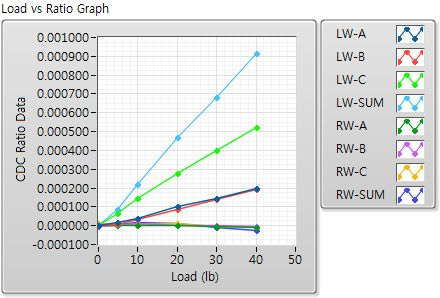 Load vs Ratio Graph
0.001000
0.000900
0.000800
0.000700
0.000600
0.000500
0.000400
0.000300
0.000200
0.000100
0.000000
-0.000100
CDC Ratio Data
0
10
20
30
40
50
Load (lb)
LW-A
LW-B
LW-C
LW-SUM
RW-A
RW-B
RW-C
RW-SUM